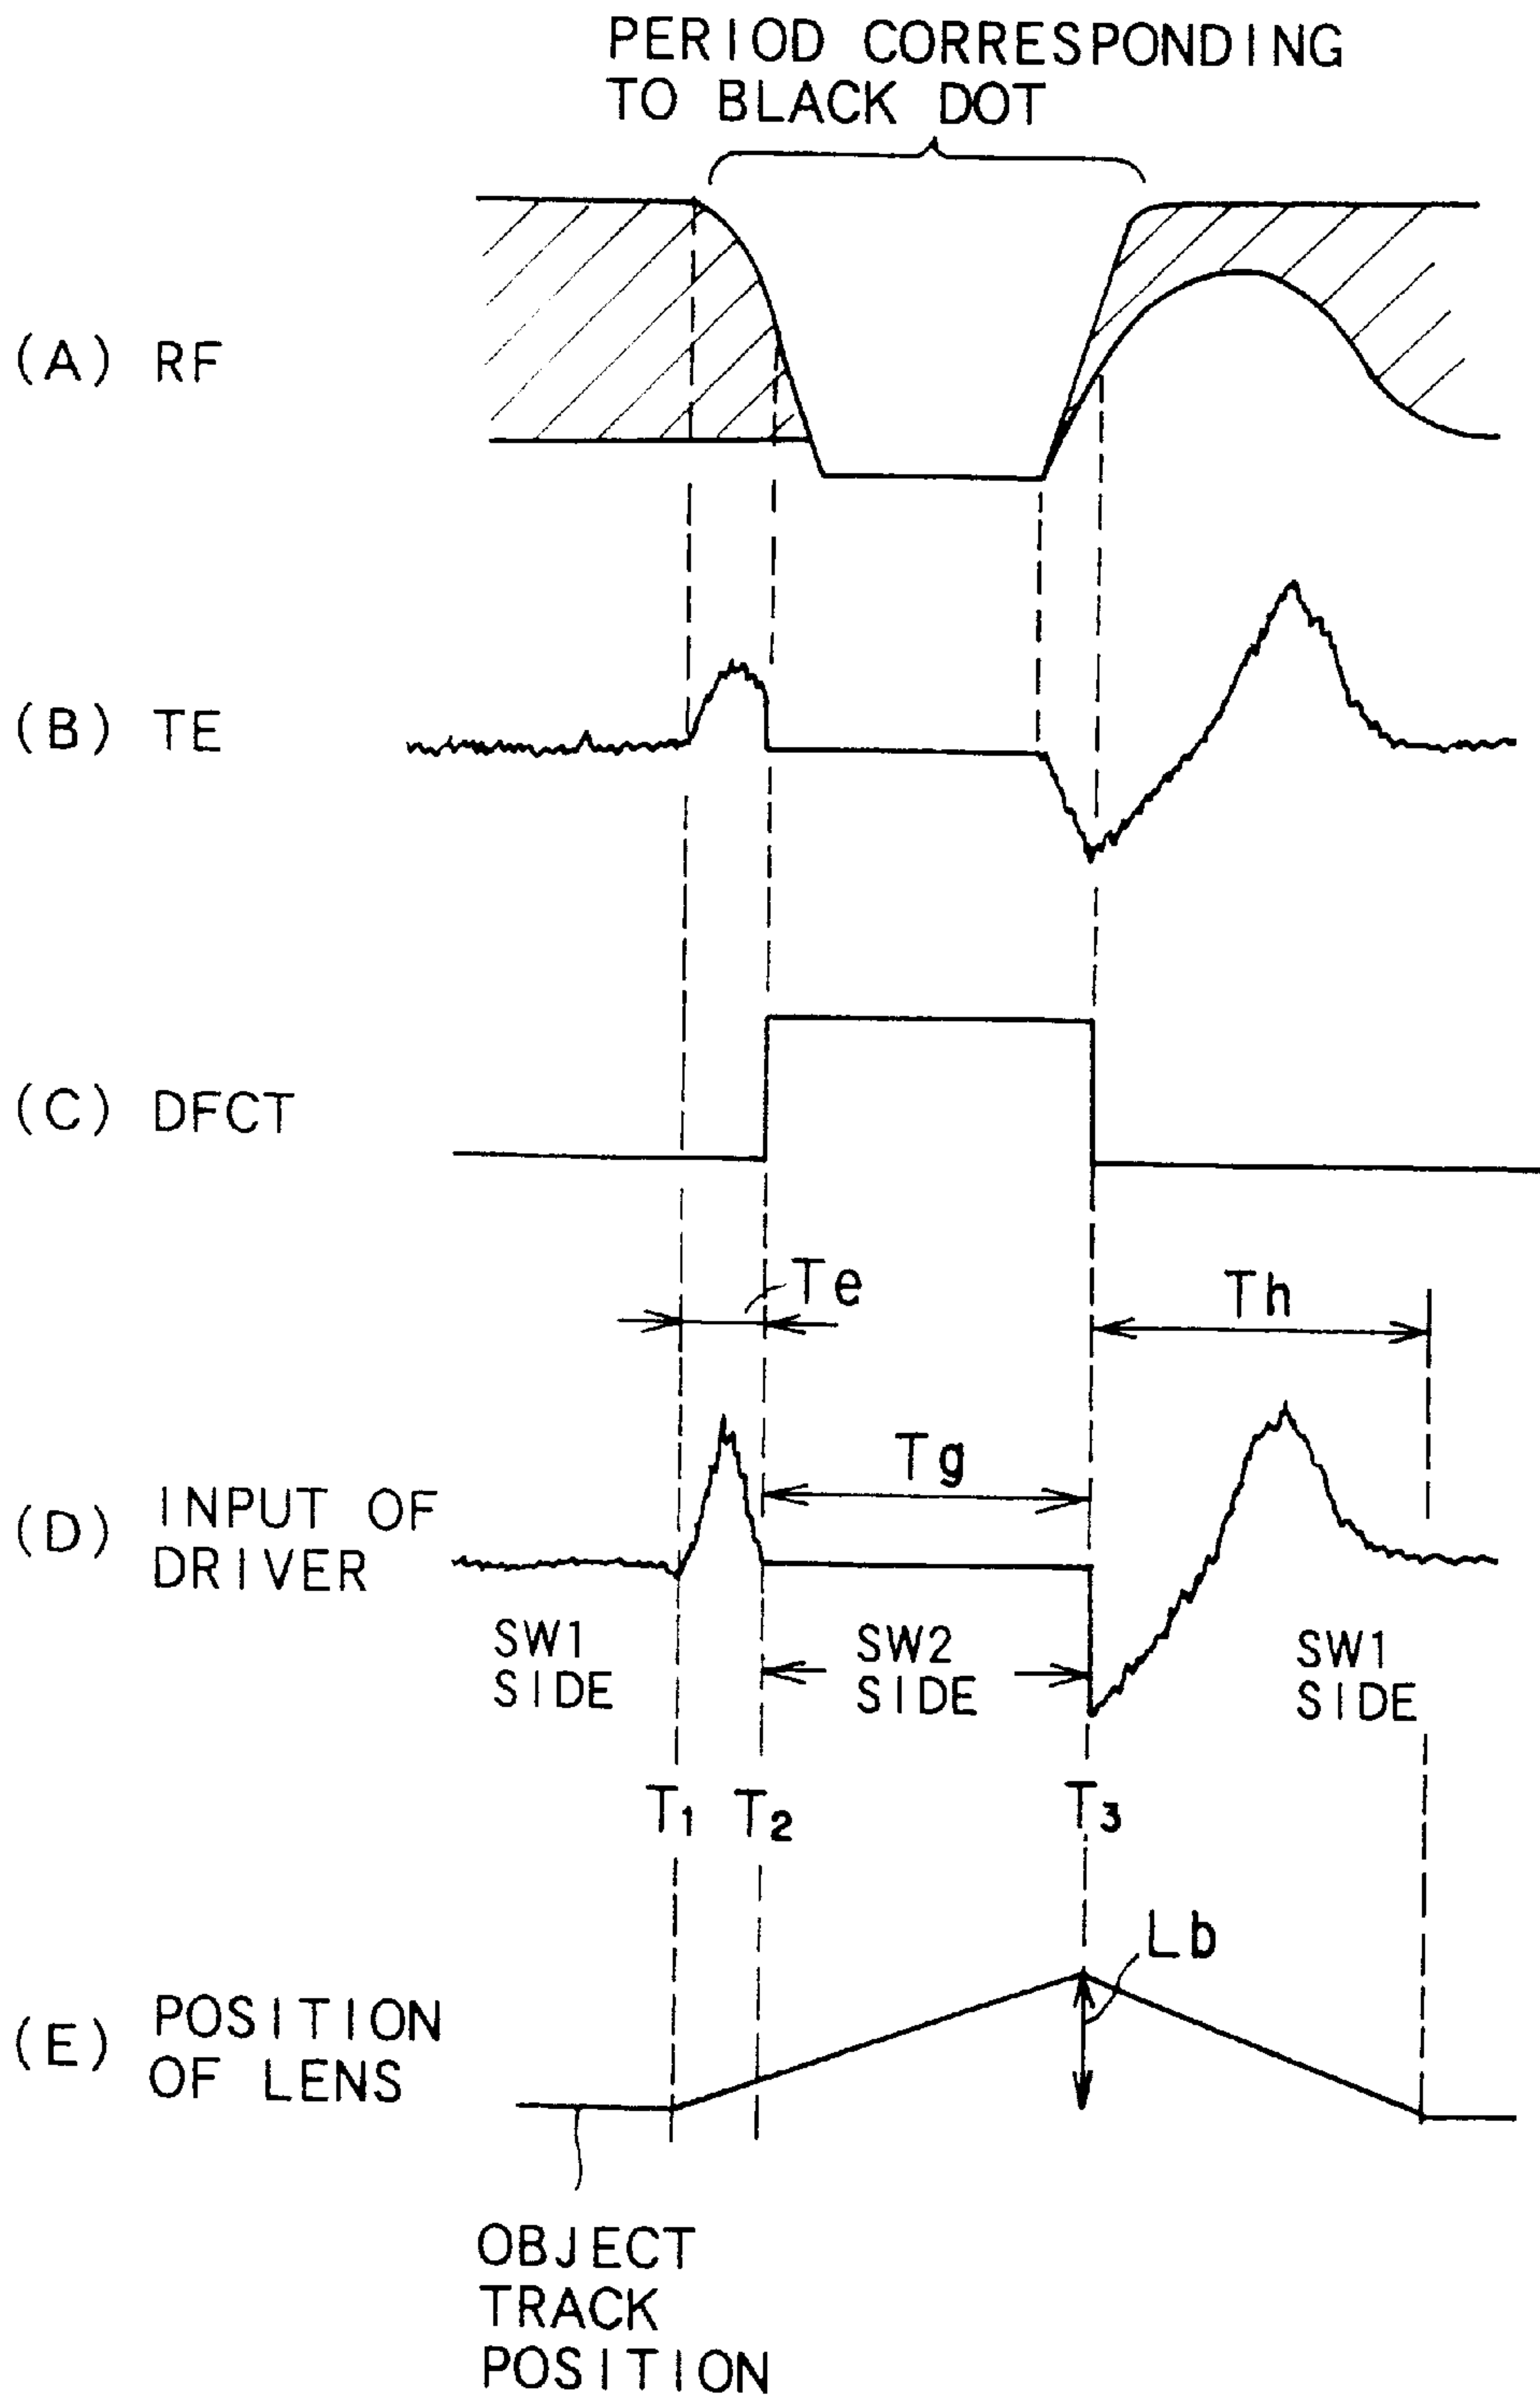 PERIOD CORRESPONDING
TO BLACK DOT
(A) RF
(B) TE
(C) DFCT
Te
Th
Tg
(D) INPUT OF
DRIVER
SW1
SIDE
SW2
SIDE
SW1
SIDE
T1
T2
T3
Lb
(E) POSITION
OF LENS
OBJECT
TRACK
POSITION